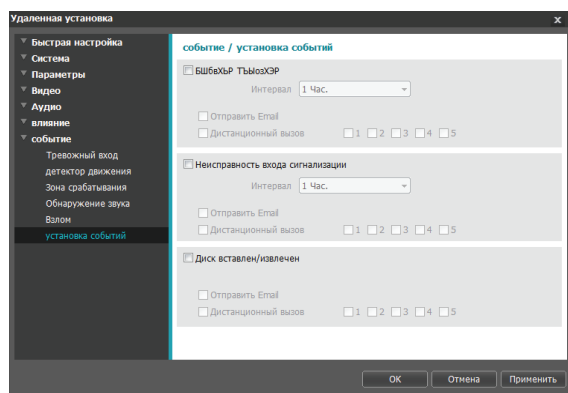 Удаленная установка x
Быстрая настройка
Система
Параметры
Видео
Аудио
влияние
событие
Тревожный вход
детектор движения
Зона срабатывания
Обнаружение звука
Взлом
установка событий
событие / установка событий
БШбвХЬР ТЪЫозХЭР
Интервал 1 Час.
Отправить Email
Дистанционный вызов 1 2 3 4 5
Неисправность входа сигнализации
Интервал 1 Час.
Отправить Email
Дистанционный вызов 1 2 3 4 5
Диск вставлен/извлечен
Отправить Email
Дистанционный вызов 1 2 3 4 5
OK Отмена Применить